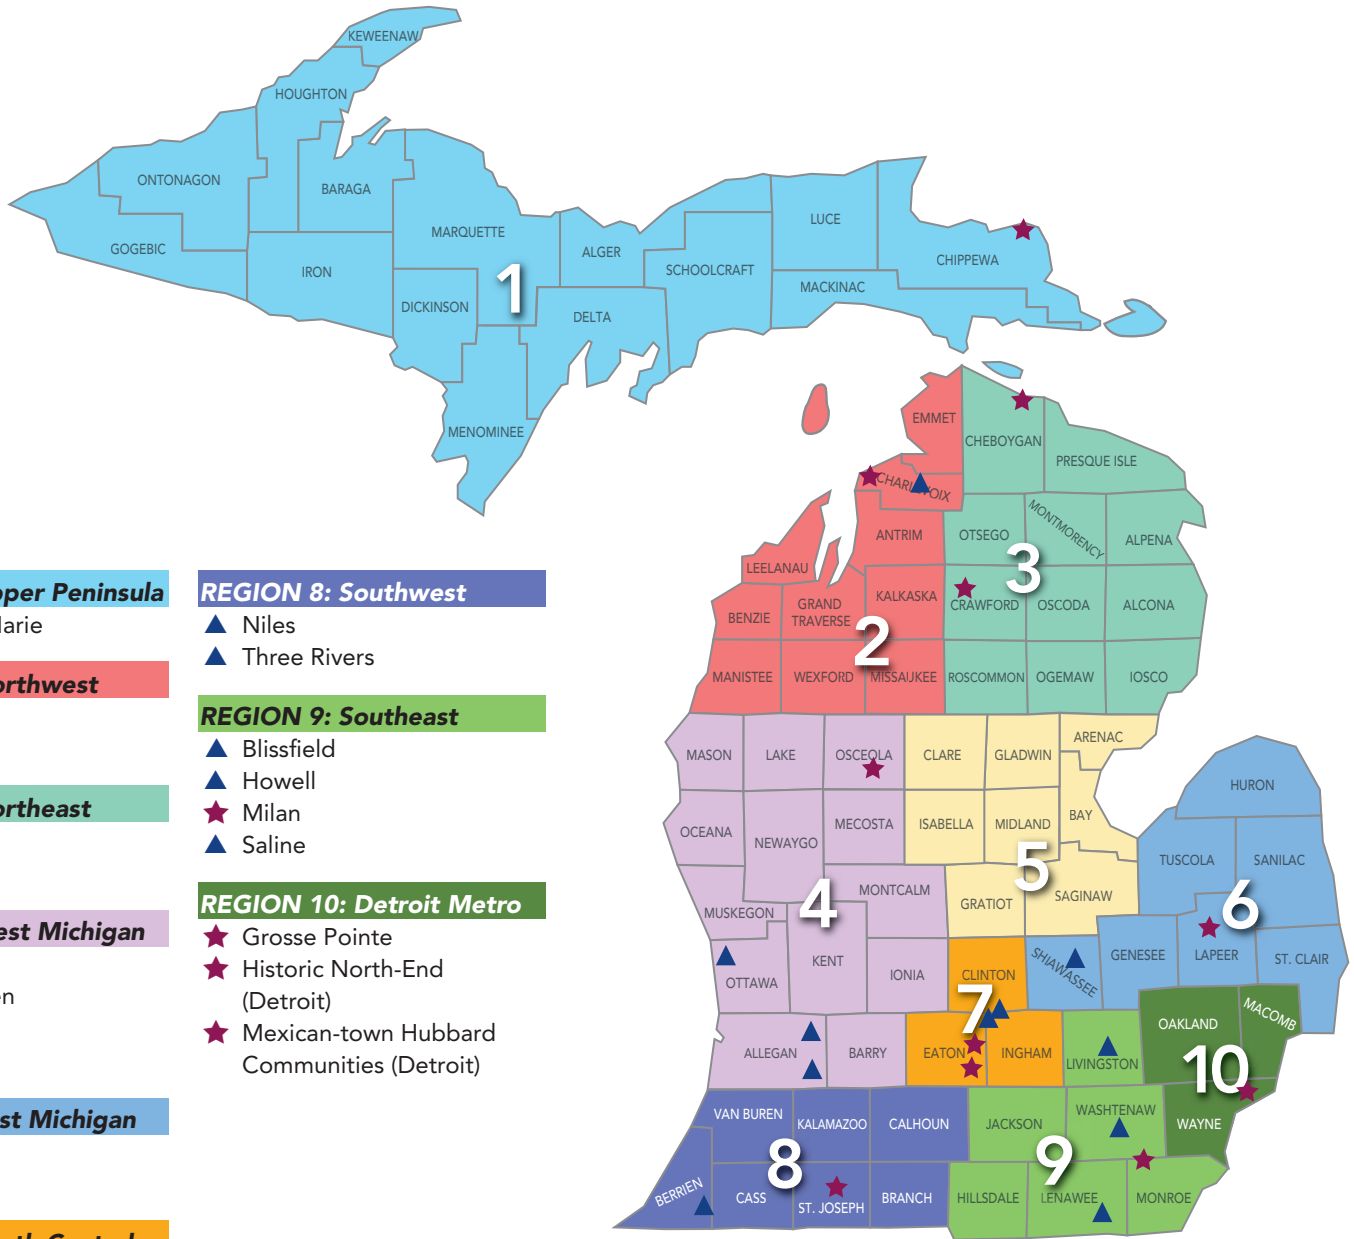 KEWEENAW
HOUGHTON
ONTONAGON
BARAGA
GOGEBIC
IRON
MARQUETTE
DICKINSON
1
ALGER
DELTA
MENOMINEE
SCHOOLCRAFT
LUCE
CHIPPEWA
MACKINAC
EMMET
CHEBOYGAN
PRESQUE ISLE
CHARLEVOIX
ANTRIM
OTSEGO
MONTMORENCY
ALPENA
3
LEELANAU
BENZIE
GRAND
TRAVERSE
KALKASKA
CRAWFORD
OSCODA
ALCONA
2
MANISTEE
WEXFORD
MISSAUKEE
ROSCOMMON
OGEMAW
IOSCO
MASON
LAKE
OSCEOLA
CLARE
GLADWIN
ARENAC
HURON
OCEANA
NEWAYGO
MECOSTA
ISABELLA
MIDLAND
BAY
TUSCOLA
SANILAC
5
4
MUSKEGON
MONTCALM
GRATIOT
SAGINAW
6
OTTAWA
KENT
IONIA
CLINTON
SHIAWASSEE
GENESEE
LAPEER
ST. CLAIR
7
ALLEGAN
BARRY
EATON
INGHAM
LIVINGSTON
OAKLAND
MACOMB
10
VAN BUREN
KALAMAZOO
CALHOUN
JACKSON
WASHTENAW
WAYNE
8
9
BERRIEN
CASS
ST. JOSEPH
BRANCH
HILLSDALE
LENAWEE
MONROE
pper Peninsula
arie
orthwest
ortheast
est Michigan
en
st Michigan
REGION 8: Southwest
Niles
Three Rivers
REGION 9: Southeast
Blissfield
Howell
Milan
Saline
REGION 10: Detroit Metro
Grosse Pointe
Historic North-End
(Detroit)
Mexican-town Hubbard
Communities (Detroit)